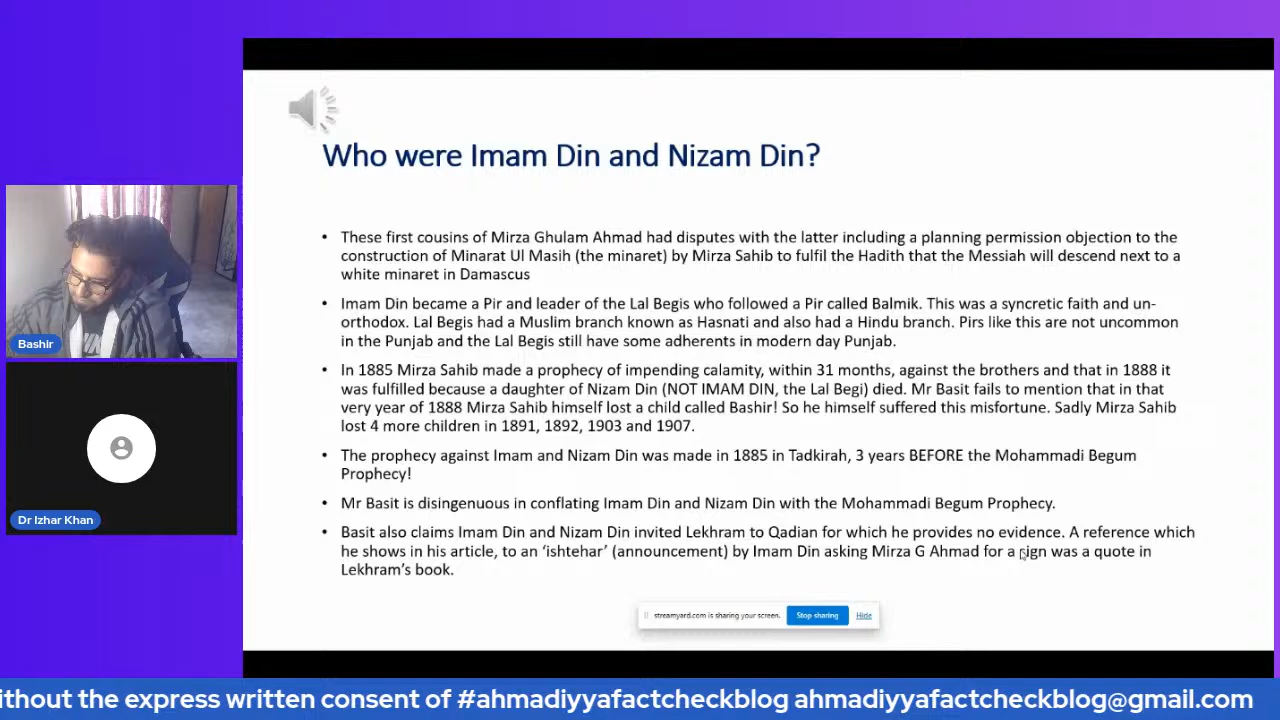 Who were Imam Din and Nizam Din?
• These first cousins of Mirza Ghulam Ahmad had disputes with the latter including a planning permission objection to the
construction of Minarat Ul Masih (the minaret) by Mirza Sahib to fulfil the Hadith that the Messiah will descend next to a
white minaret in Damascus
• Imam Din became a Pir and leader of the Lal Begis who followed a Pir called Balmik. This was a syncretic faith and un-
orthodox. Lal Begis had a Muslim branch known as Hasnati and also had a Hindu branch. Pirs like this are not uncommon
in the Punjab and the Lal Begis still have some adherents in modern day Punjab.
• In 1885 Mirza Sahib made a prophecy of impending calamity, within 31 months, against the brothers and that in 1888 it
was fulfilled because a daughter of Nizam Din (NOT IMAM DIN, the Lal Begi) died. Mr Basit fails to mention that in that
very year of 1888 Mirza Sahib himself lost a child called Bashir! So he himself suffered this misfortune. Sadly Mirza Sahib
lost 4 more children in 1891, 1892, 1903 and 1907.
• The prophecy against Imam and Nizam Din was made in 1885 in Tadkirah, 3 years BEFORE the Mohammadi Begum
Prophecy!
• Mr Basit is disingenuous in conflating Imam Din and Nizam Din with the Mohammadi Begum Prophecy.
• Basit also claims Imam Din and Nizam Din invited Lekhram to Qadian for which he provides no evidence. A reference which
he shows in his article, to an ‘ishtehar’ (announcement) by Imam Din asking Mirza G Ahmad for a sign was a quote in
Lekhram’s book.
streamyard.com is sharing your screen. Stop sharing Hide
Bashir
Dr Izhar Khan
ithout the express written consent of #ahmadiyyafactcheckblog ahmadiyyafactcheckblog@gmail.com